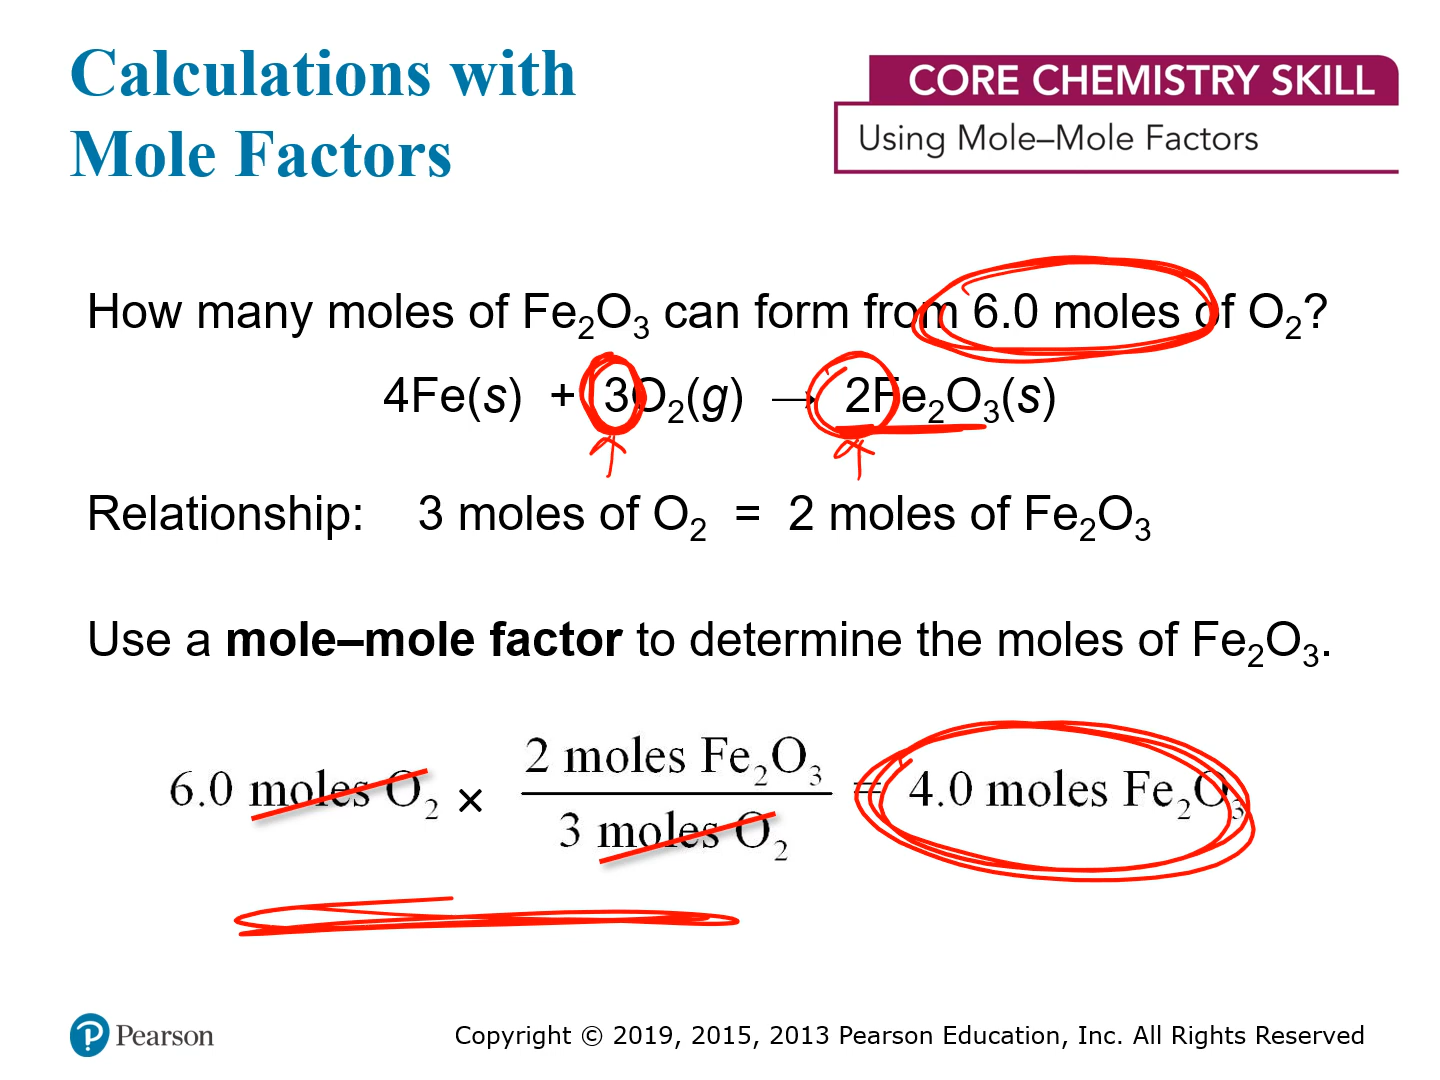 Calculations with
Mole Factors
CORE CHEMISTRY SKILL
Using Mole–Mole Factors
How many moles of Fe₂O₃ can form from 6.0 moles of O₂?
4Fe(s) + 3O₂(g) → 2Fe₂O₃(s)
Relationship: 3 moles of O₂ = 2 moles of Fe₂O₃
Use a mole–mole factor to determine the moles of Fe₂O₃.
6.0 moles O₂ × 2 moles Fe₂O₃ / 3 moles O₂ = 4.0 moles Fe₂O₃
Pearson
Copyright © 2019, 2015, 2013 Pearson Education, Inc. All Rights Reserved